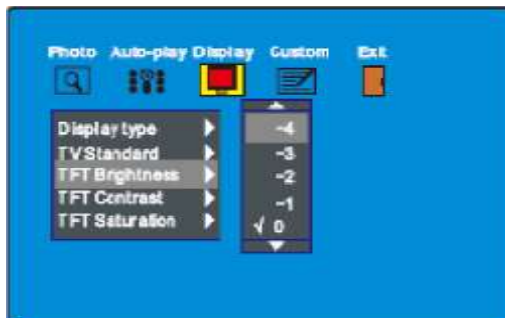 Photo Auto-play Display Custom Exit
Display type
TV Standard
TFT Brightness
TFT Contrast
TFT Saturation
-4
-3
-2
-1
√ 0